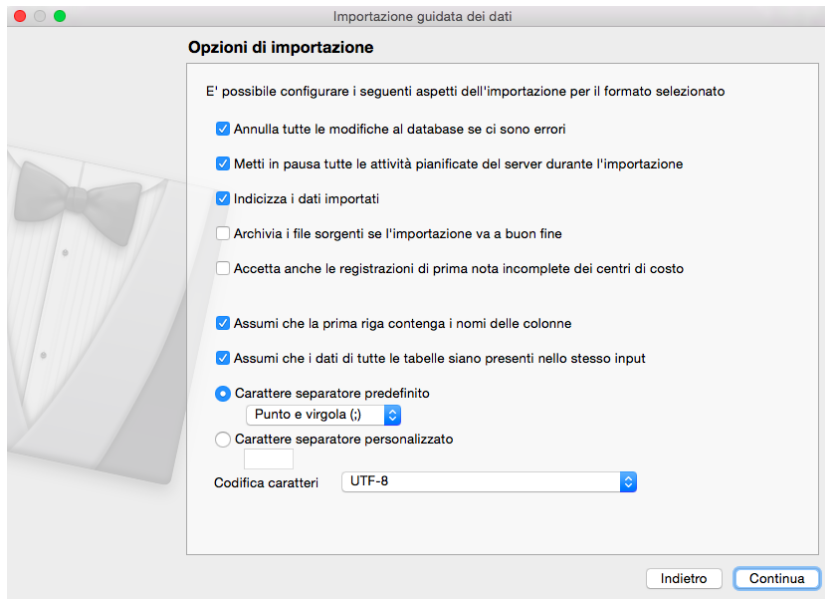 Importazione guidata dei dati
Opzioni di importazione
E' possibile configurare i seguenti aspetti dell'importazione per il formato selezionato
Annulla tutte le modifiche al database se ci sono errori
Metti in pausa tutte le attività pianificate del server durante l'importazione
Indicizza i dati importati
Archivia i file sorgenti se l'importazione va a buon fine
Accetta anche le registrazioni di prima nota incomplete dei centri di costo
Assumi che la prima riga contenga i nomi delle colonne
Assumi che i dati di tutte le tabelle siano presenti nello stesso input
Carattere separatore predefinito
Punto e virgola (;)
Carattere separatore personalizzato
Codifica caratteri UTF-8
Indietro Continua